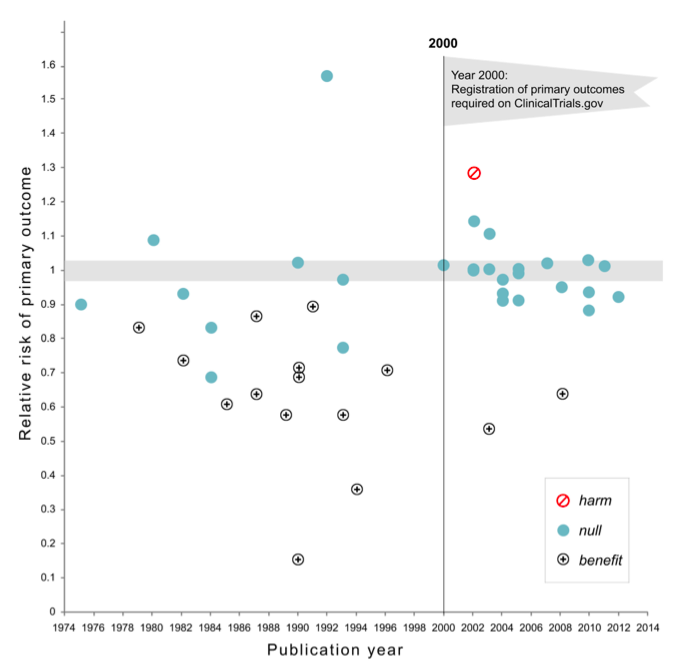 2000
Year 2000:
Registration of primary outcomes
required on ClinicalTrials.gov
Relative risk of primary outcome
1.6
1.5
1.4
1.3
1.2
1.1
1
0.9
0.8
0.7
0.6
0.5
0.4
0.3
0.2
0.1
0
harm
null
benefit
1974 1976 1978 1980 1982 1984 1986 1988 1990 1992 1994 1996 1998 2000 2002 2004 2006 2008 2010 2012 2014
Publication year